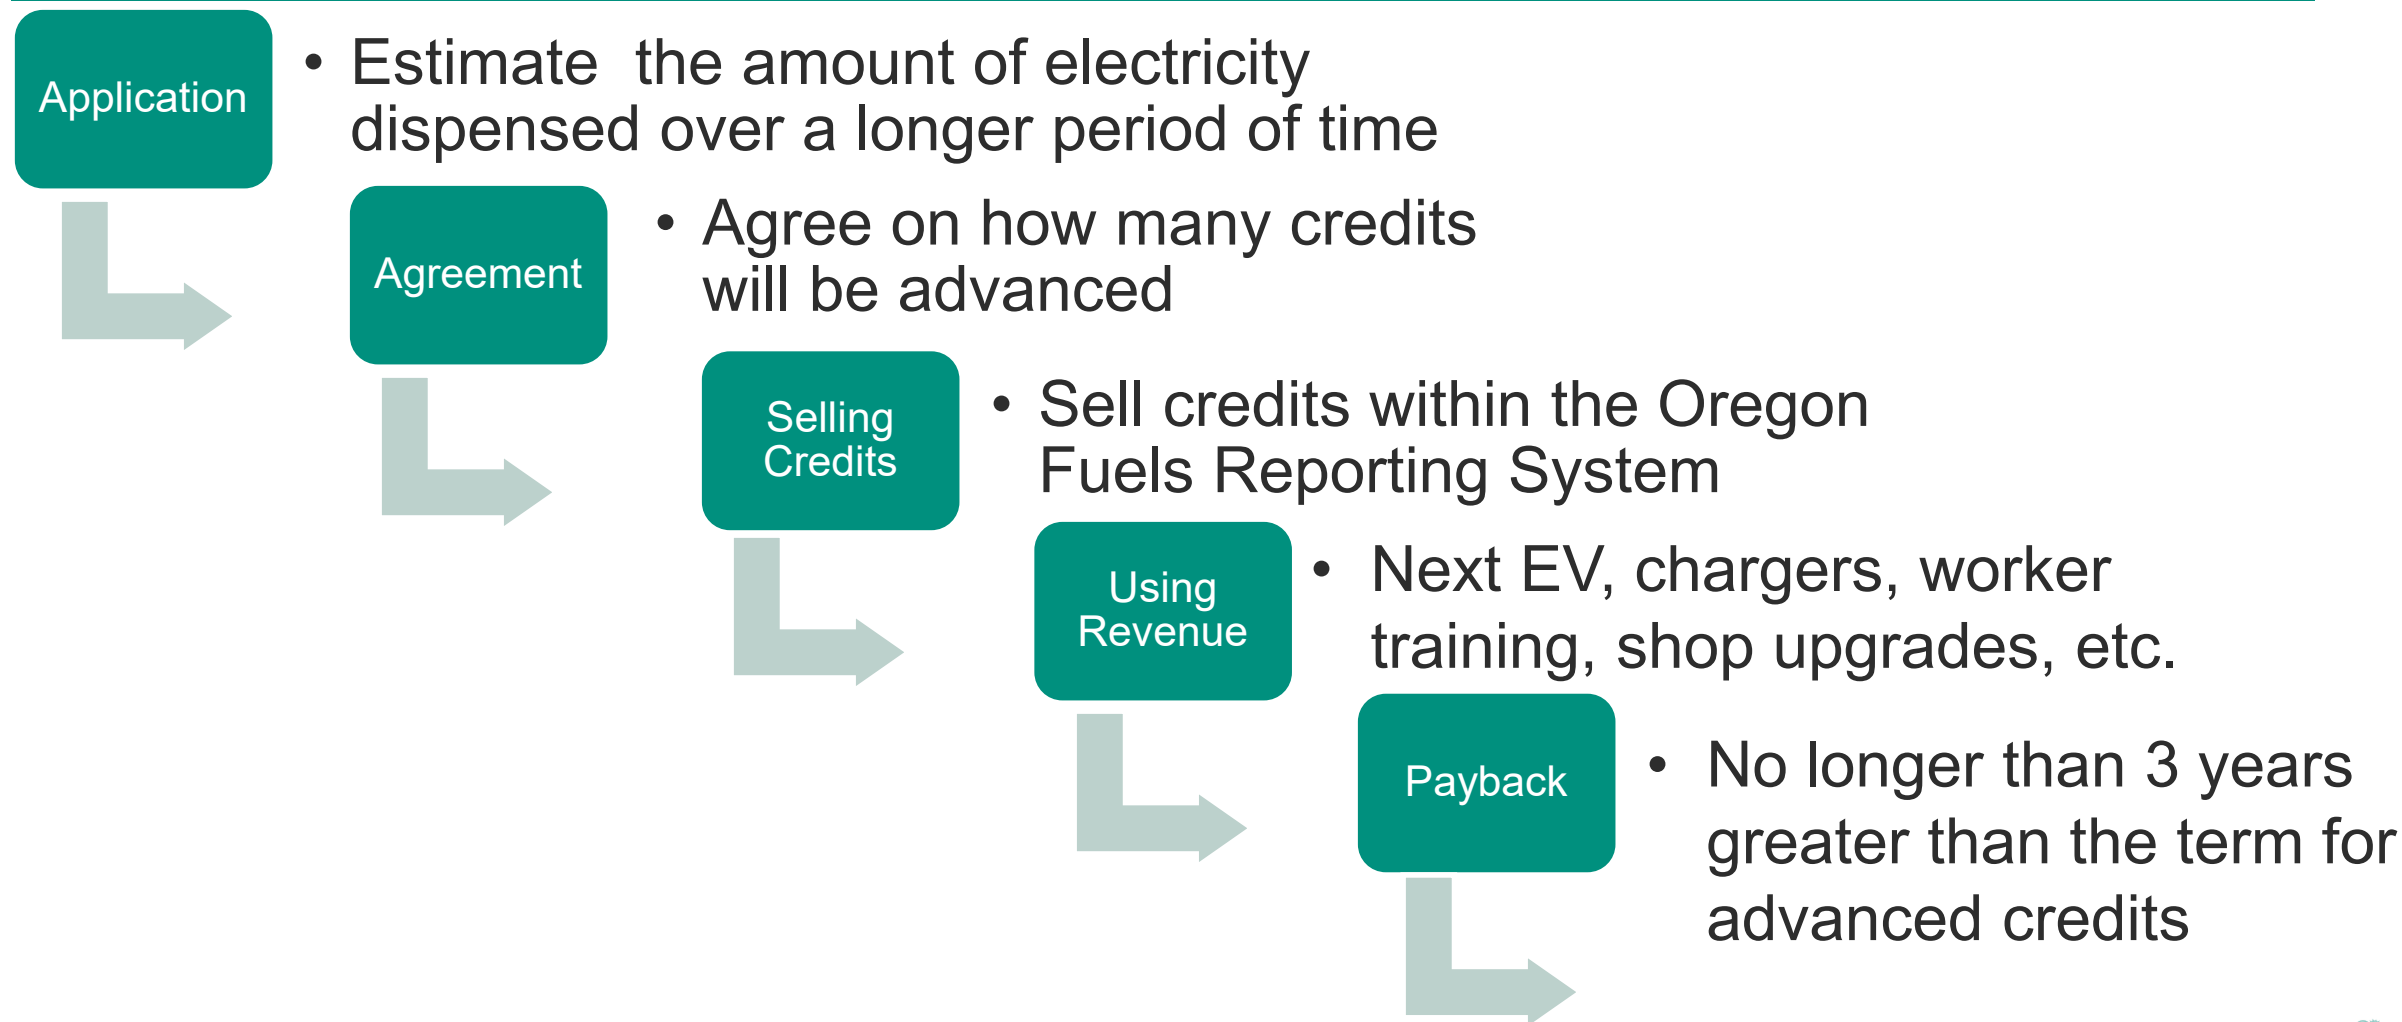 Application
• Estimate  the amount of electricity
dispensed over a longer period of time
Agreement
• Agree on how many credits
will be advanced
Selling
Credits
• Sell credits within the Oregon
Fuels Reporting System
Using
Revenue
• Next EV, chargers, worker
training, shop upgrades, etc.
Payback
• No longer than 3 years
greater than the term for
advanced credits